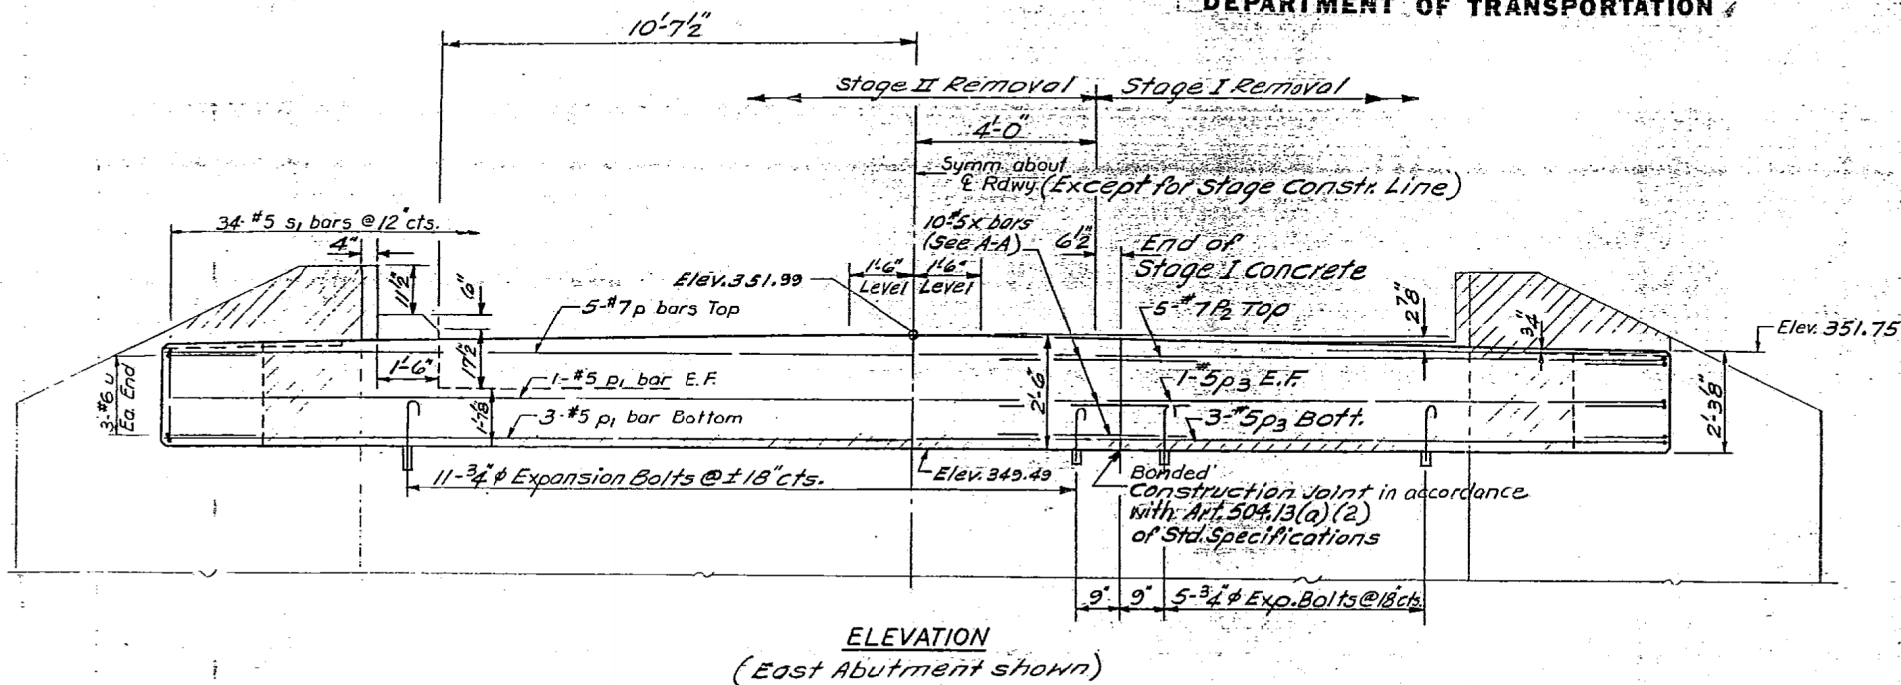 DEPARTMENT OF TRANSPORTATION
10'-7½"
Stage II Removal
Stage I Removal
4'-0"
Symm about
℄ Rdwy (Except for Stage Constr. Line)
34-#5 s₁ bars @ 12" cts.
4"
10-#5 x bars
(See A-A)
6½"
End of
Stage I Concrete
11½"
6"
1'-6"
1'-6"
Level
Level
Elev. 351.99
5-#7 p bars Top
5-#7 P₂ Top
2⅞"
¾"
Elev. 351.75
17½"
1'-6"
3-#6 u
Ea. End
1-#5 p₁ bar E.F.
2'-6"
1-#5 p₃ E.F.
3-#5 p₁ bar Bottom
3-#5 p₃ Bott.
2'-3⅜"
11-¾" φ Expansion Bolts @ ± 18" cts.
Elev. 349.49
Bonded
Construction Joint in accordance
with Art. 504.13(a)(2)
of Std. Specifications
9"
9"
5-¾" φ Exp. Bolts @ 18" cts.
ELEVATION
(East Abutment shown)